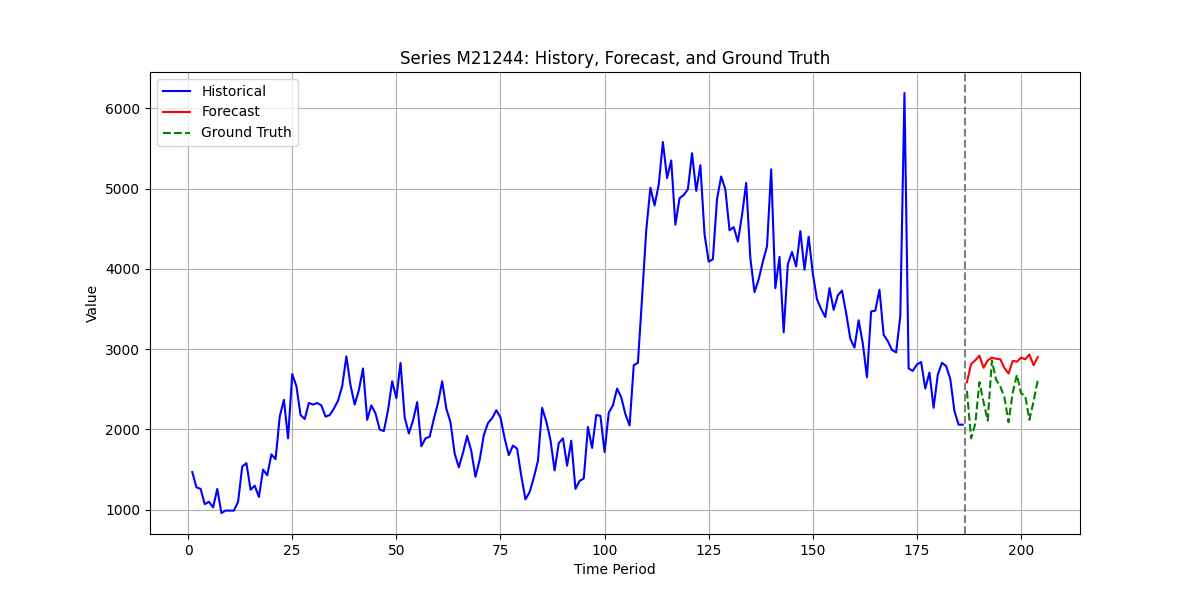 Series M21244: History, Forecast, and Ground Truth
Historical
Forecast
Ground Truth
6000
5000
4000
3000
2000
1000
Value
0 25 50 75 100 125 150 175 200
Time Period